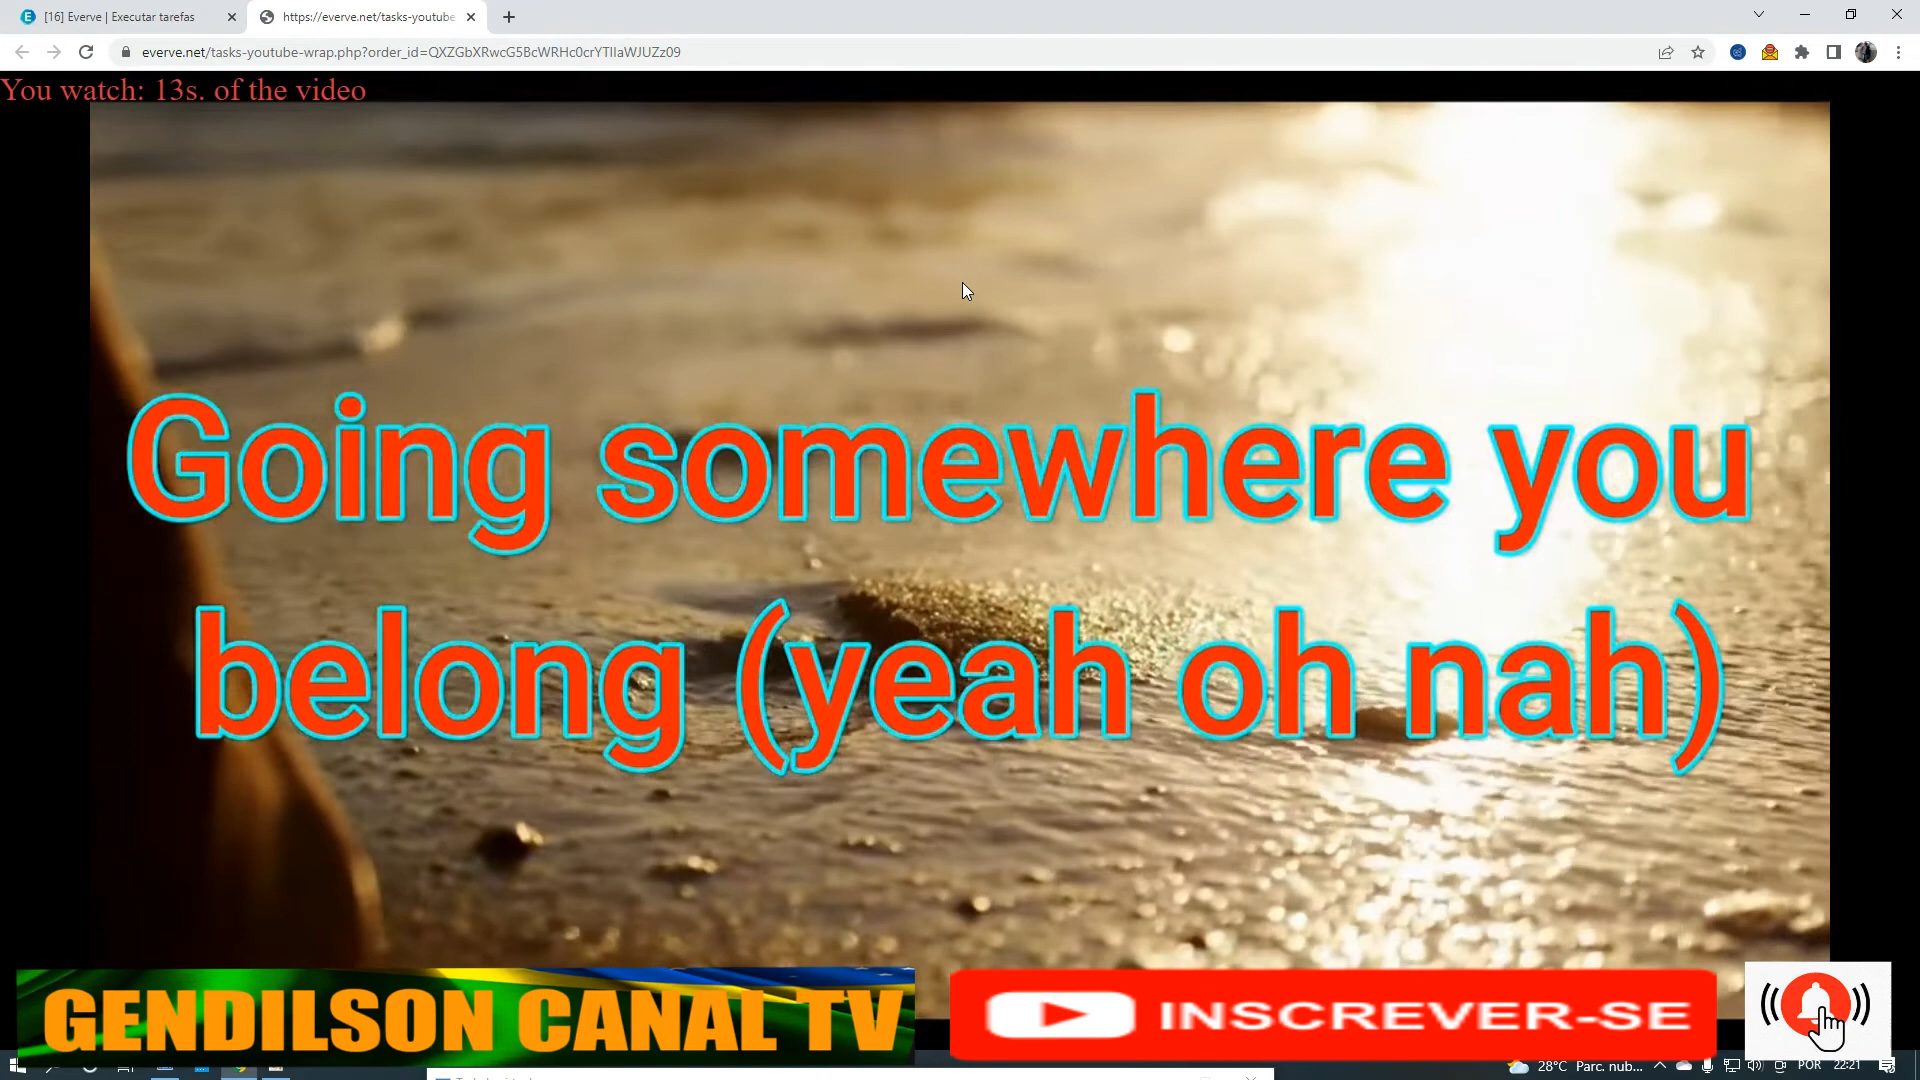 [16] Everve | Executar tarefas
https://everve.net/tasks-youtube
everve.net/tasks-youtube-wrap.php?order_id=QXZGbXRwcG5BcWRHc0crYTIIaWJUZz09
You watch: 13s. of the video
Going somewhere you
belong (yeah oh nah)
GENDILSON CANAL TV
INSCREVER-SE
28°C Parc. nub...
POR
22:21